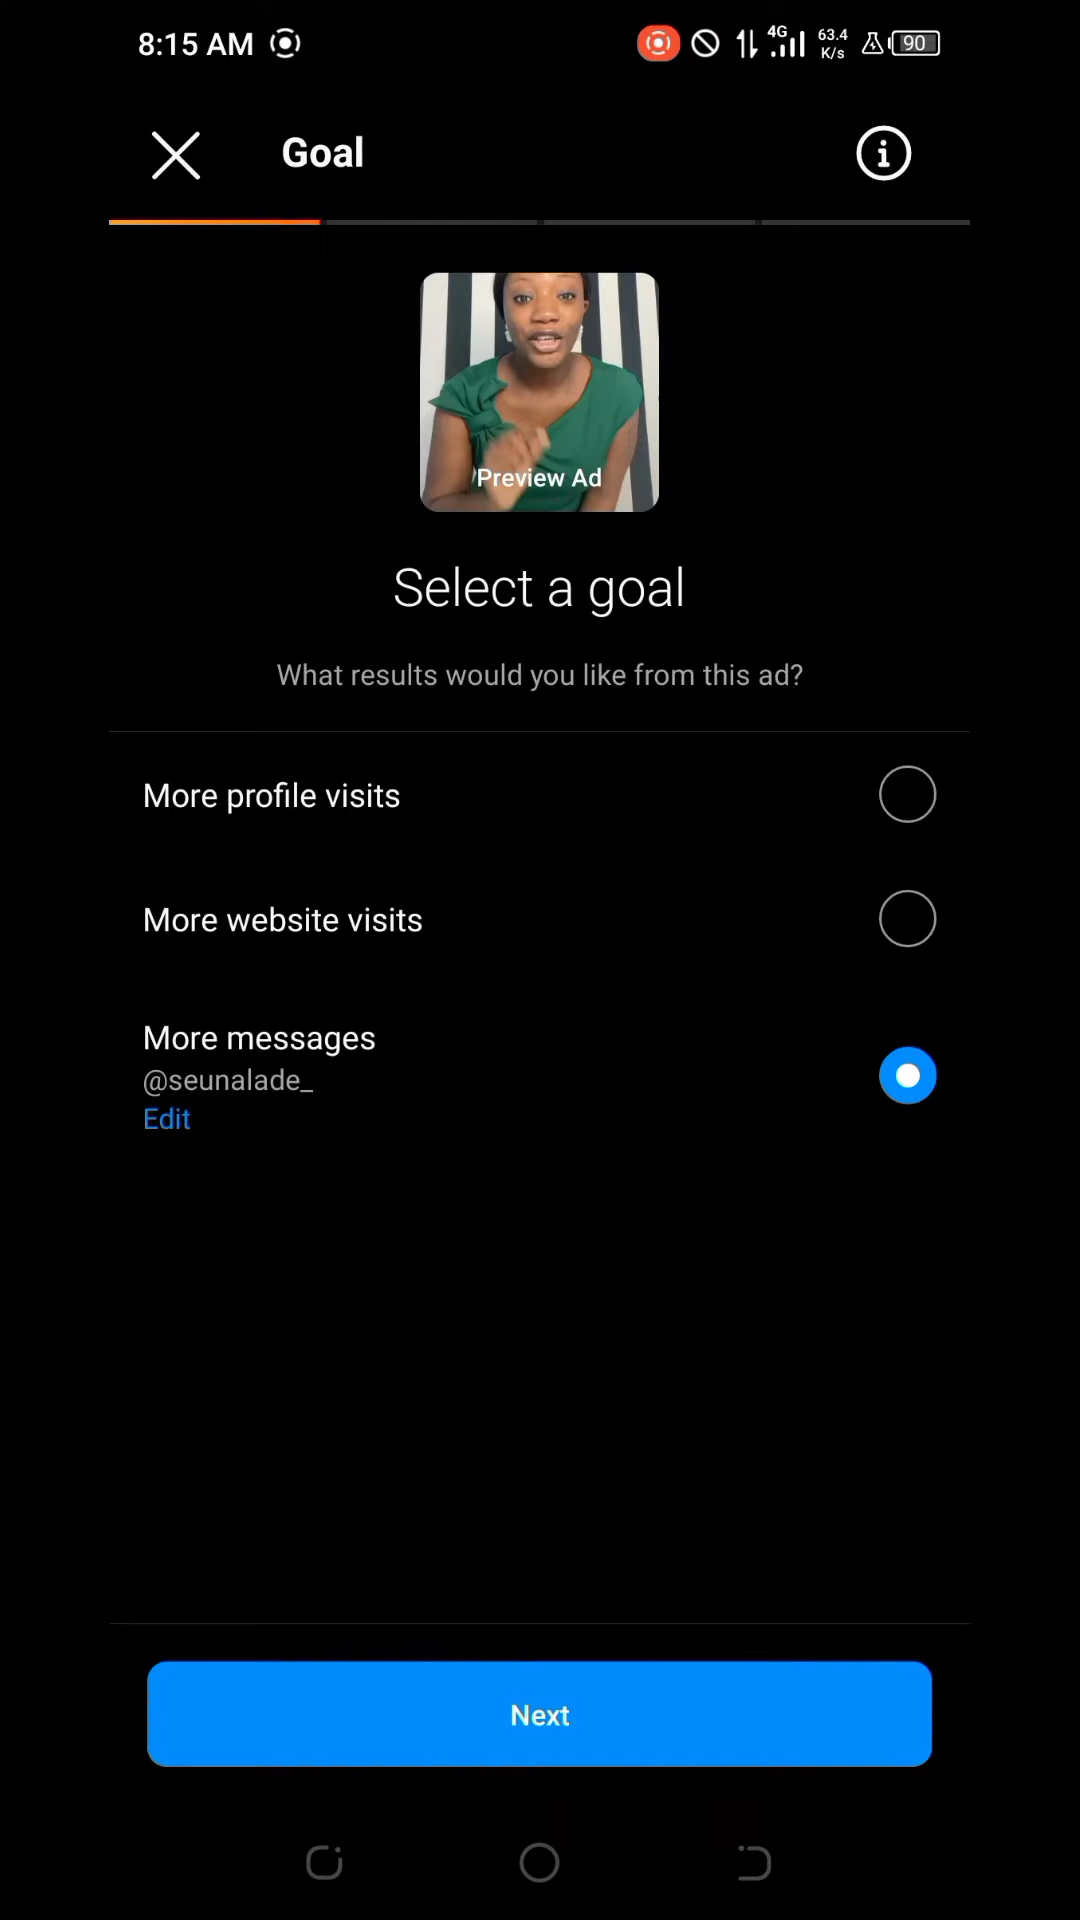 8:15 AM
4G
63.4
K/s
90
Goal
Preview Ad
Select a goal
What results would you like from this ad?
More profile visits
More website visits
More messages
@seunalade_
Edit
Next